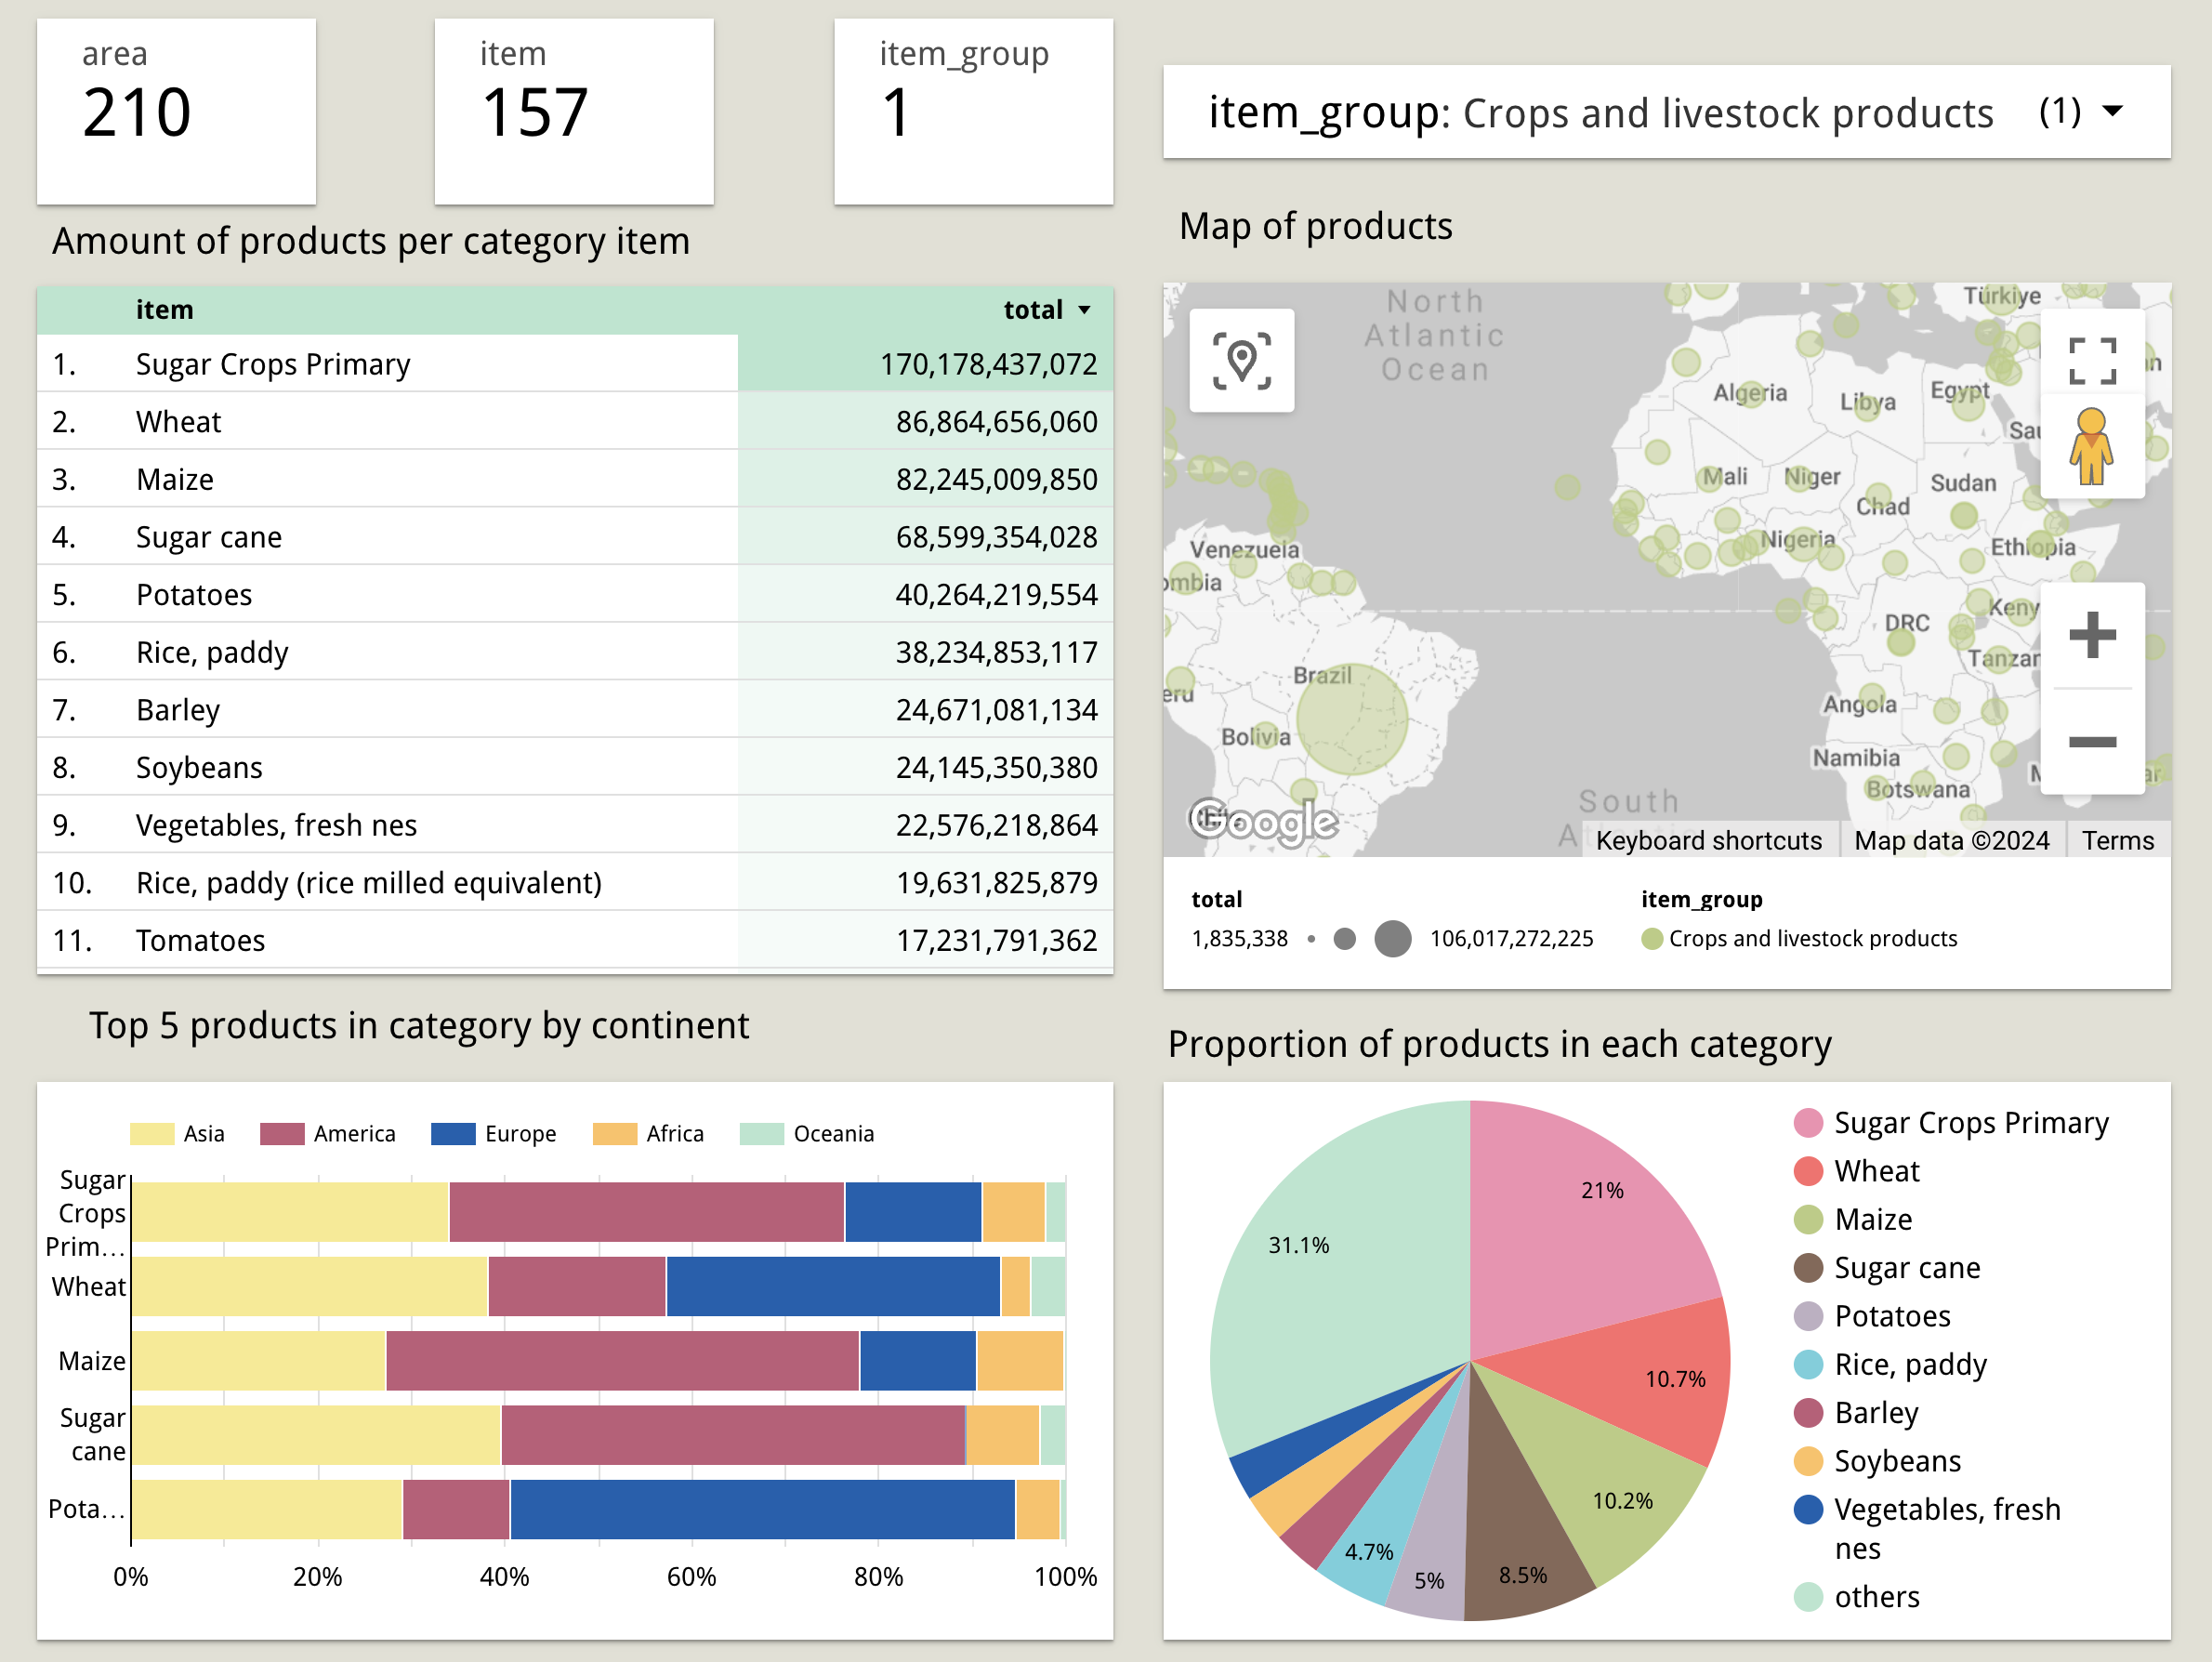 area
210
item
157
item_group
1
item_group: Crops and livestock products (1)
Amount of products per category item
item total
1. Sugar Crops Primary 170,178,437,072
2. Wheat 86,864,656,060
3. Maize 82,245,009,850
4. Sugar cane 68,599,354,028
5. Potatoes 40,264,219,554
6. Rice, paddy 38,234,853,117
7. Barley 24,671,081,134
8. Soybeans 24,145,350,380
9. Vegetables, fresh nes 22,576,218,864
10. Rice, paddy (rice milled equivalent) 19,631,825,879
11. Tomatoes 17,231,791,362
Map of products
North
Atlantic
Ocean
Türkiye
Algeria
Libya
Egypt
Sau
Mali
Niger
Chad
Sudan
Nigeria
Ethiopia
Venezuela
ombia
DRC
Keny
Tanzan
Brazil
eru
Angola
Bolivia
Namibia
Botswana
South
Google
Keyboard shortcuts Map data ©2024 Terms
total
1,835,338 106,017,272,225
item_group
Crops and livestock products
Top 5 products in category by continent
Asia America Europe Africa Oceania
Sugar
Crops
Prim…
Wheat
Maize
Sugar
cane
Pota…
0% 20% 40% 60% 80% 100%
Proportion of products in each category
21%
10.7%
10.2%
8.5%
5%
4.7%
31.1%
Sugar Crops Primary
Wheat
Maize
Sugar cane
Potatoes
Rice, paddy
Barley
Soybeans
Vegetables, fresh
nes
others